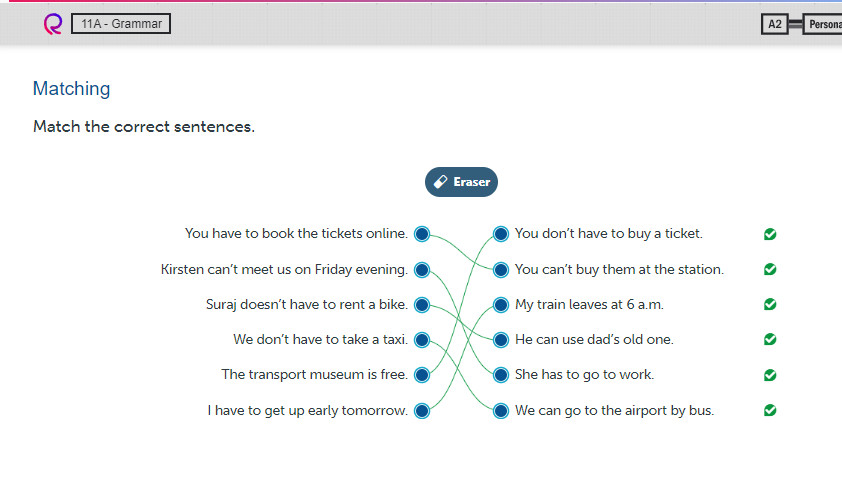 11A - Grammar
A2
Matching
Match the correct sentences.
Eraser
You have to book the tickets online.
You don't have to buy a ticket.
Kirsten can't meet us on Friday evening.
You can't buy them at the station.
Suraj doesn't have to rent a bike.
My train leaves at 6 a.m.
We don't have to take a taxi.
He can use dad's old one.
The transport museum is free.
She has to go to work.
I have to get up early tomorrow.
We can go to the airport by bus.